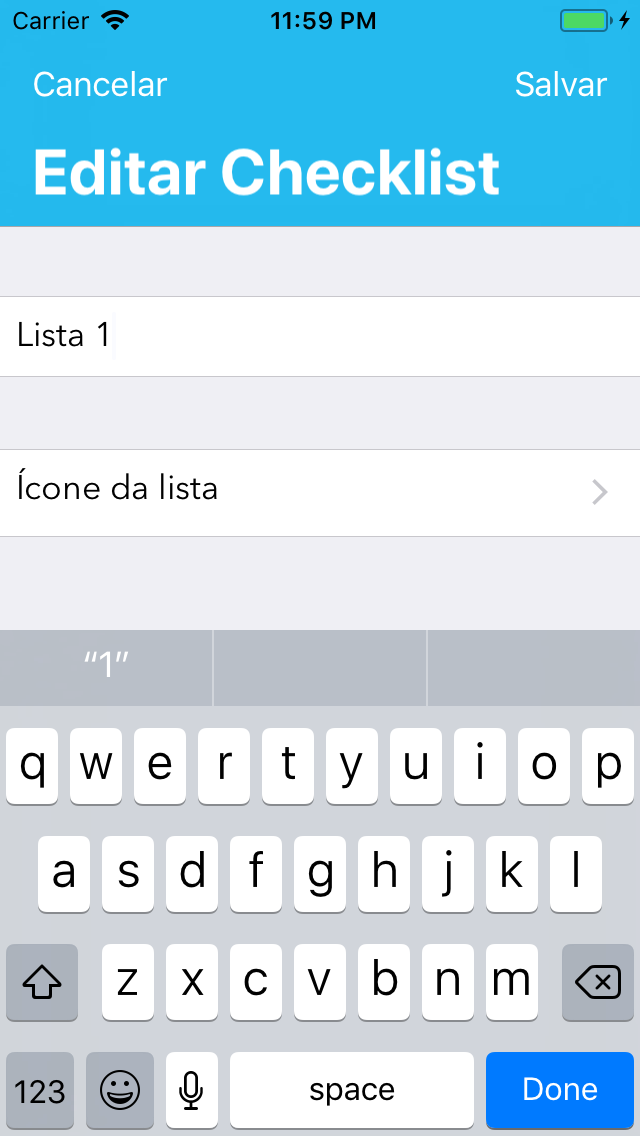 Carrier 11:59 PM
Cancelar Salvar
Editar Checklist
Lista 1
Ícone da lista
“1”
q w e r t y u i o p
a s d f g h j k l
z x c v b n m
123 space Done